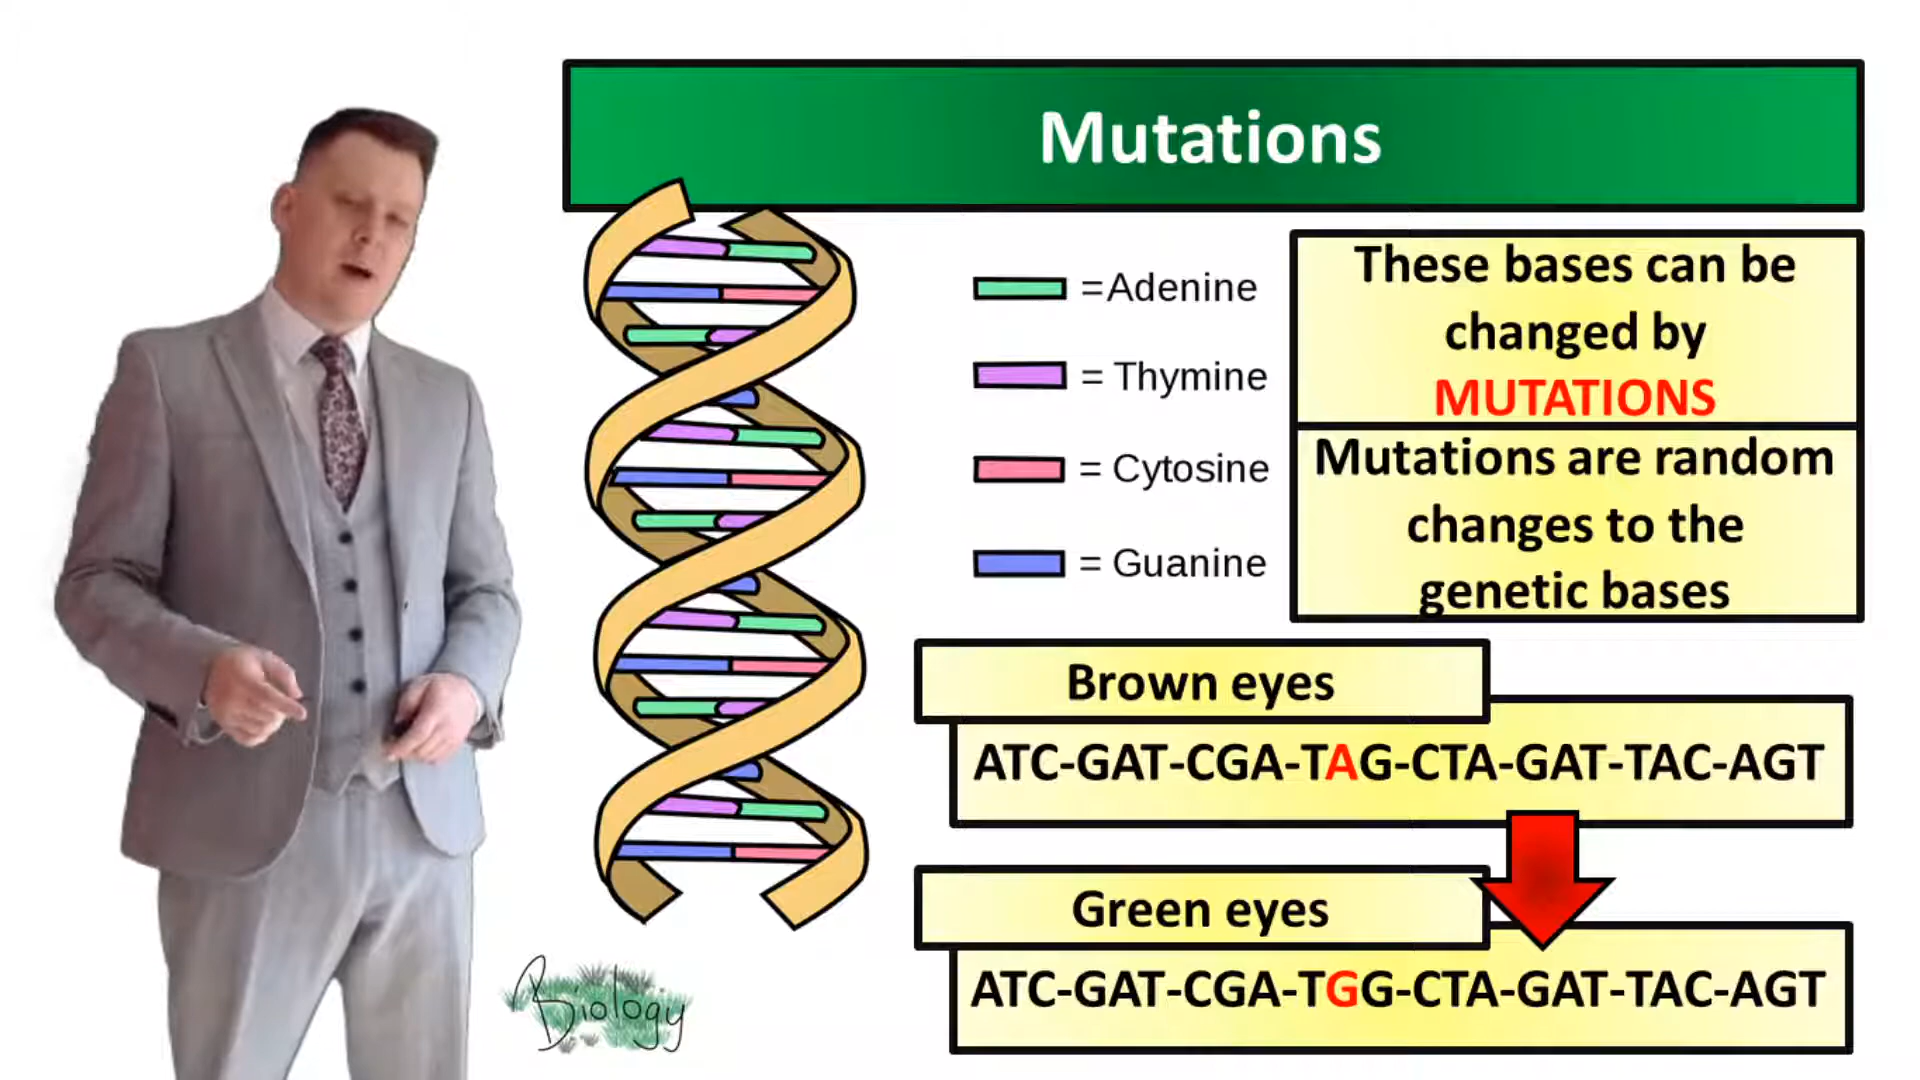 Mutations
=Adenine
= Thymine
= Cytosine
= Guanine
These bases can be
changed by
MUTATIONS
Mutations are random
changes to the
genetic bases
Brown eyes
ATC-GAT-CGA-TAG-CTA-GAT-TAC-AGT
Green eyes
ATC-GAT-CGA-TGG-CTA-GAT-TAC-AGT
Biology